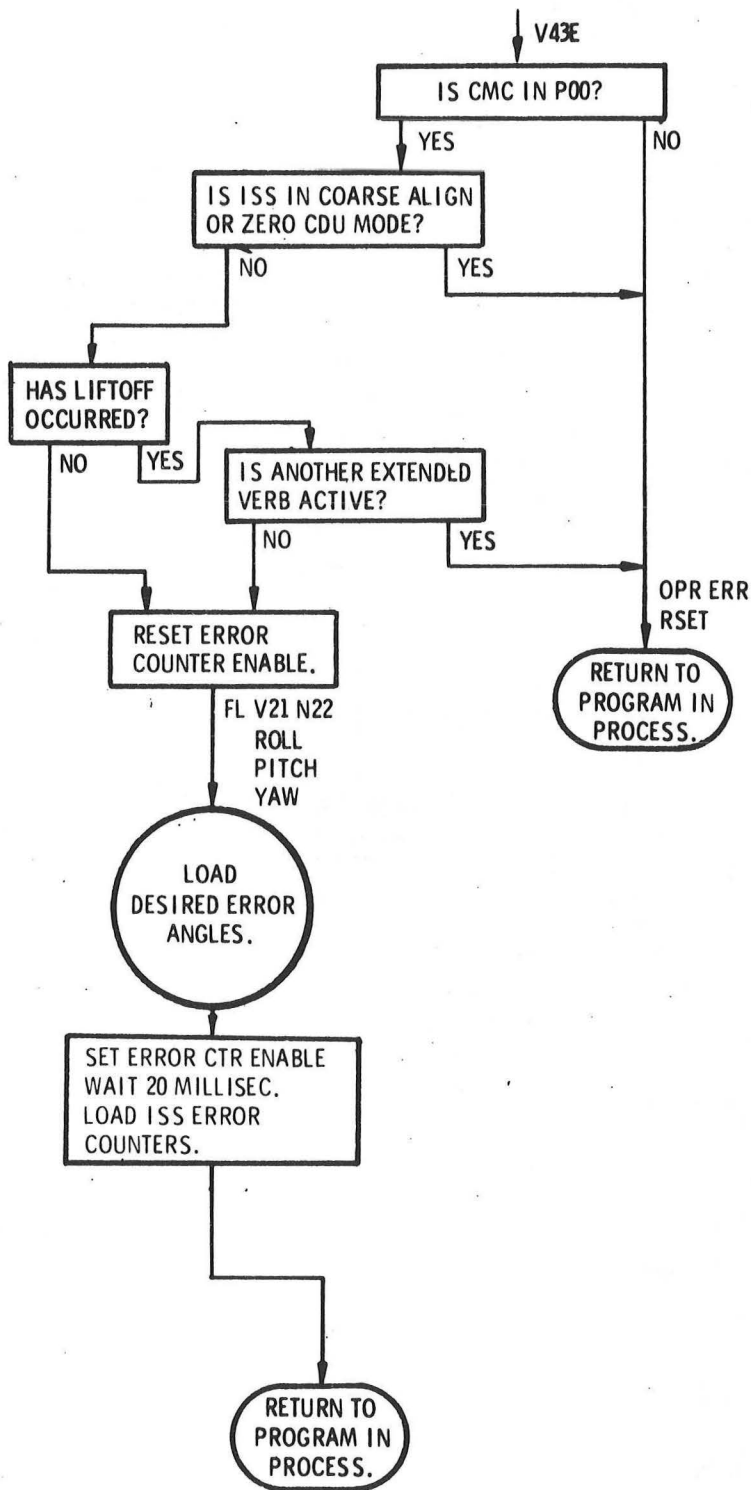 V43E
IS CMC IN P00?
YES
NO
IS ISS IN COARSE ALIGN
OR ZERO CDU MODE?
NO
YES
HAS LIFTOFF
OCCURRED?
NO
YES
IS ANOTHER EXTENDED
VERB ACTIVE?
NO
YES
OPR ERR
RSET
RESET ERROR
COUNTER ENABLE.
RETURN TO
PROGRAM IN
PROCESS.
FL V21 N22
ROLL
PITCH
YAW
LOAD
DESIRED ERROR
ANGLES.
SET ERROR CTR ENABLE
WAIT 20 MILLISEC.
LOAD ISS ERROR
COUNTERS.
RETURN TO
PROGRAM IN
PROCESS.